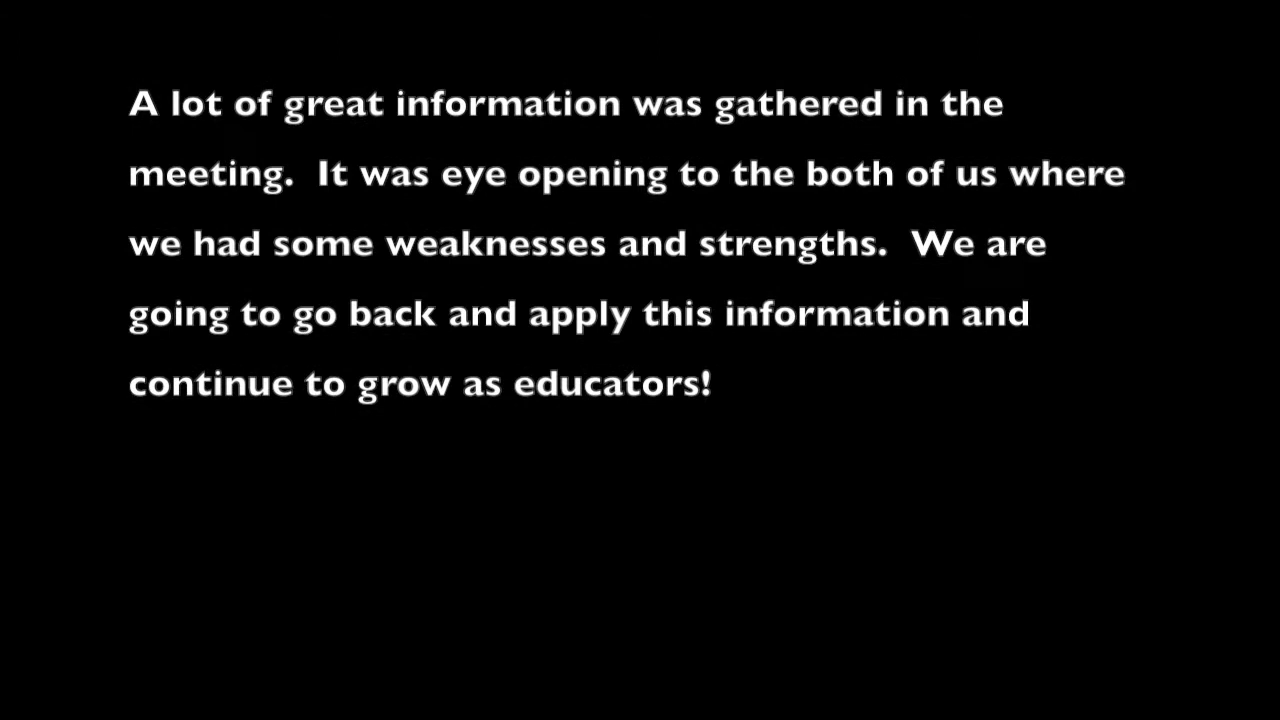 A lot of great information was gathered in the
meeting.  It was eye opening to the both of us where
we had some weaknesses and strengths.  We are
going to go back and apply this information and
continue to grow as educators!